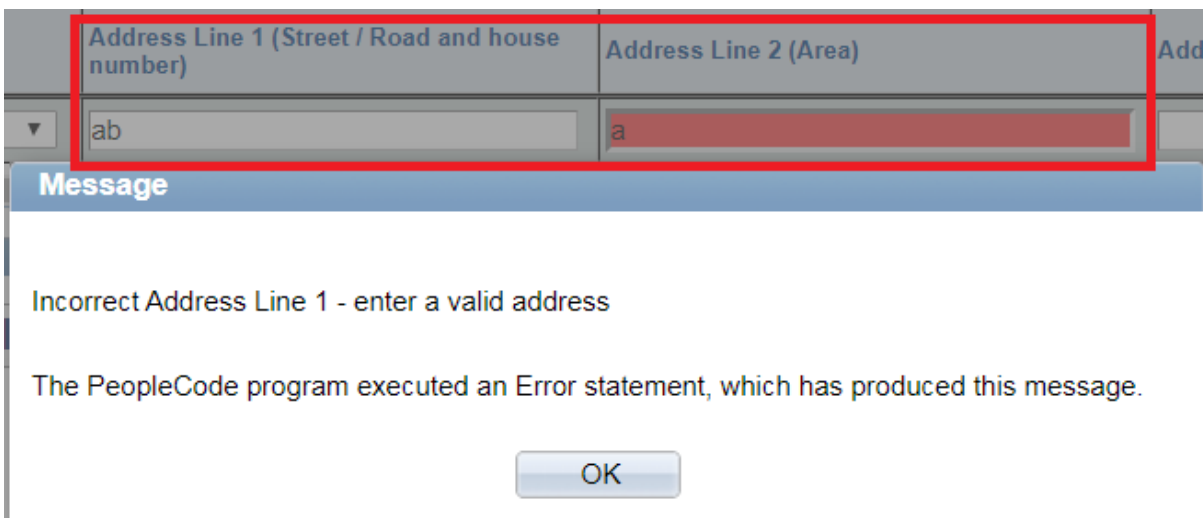 Address Line 1 (Street / Road and house
number)
Address Line 2 (Area)
Add
ab
a
Message
Incorrect Address Line 1 - enter a valid address
The PeopleCode program executed an Error statement, which has produced this message.
OK